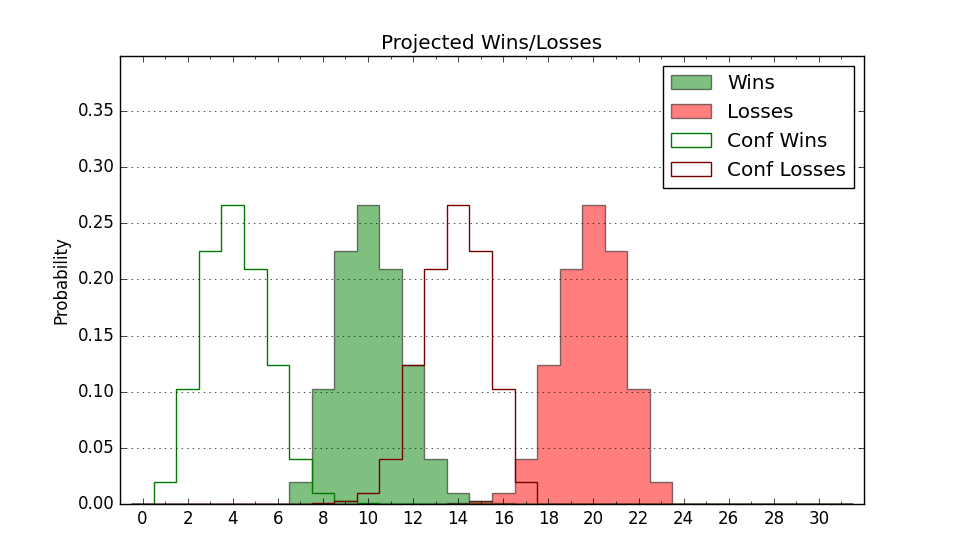 Projected Wins/Losses
Wins
Losses
Conf Wins
Conf Losses
Probability
0.35
0.30
0.25
0.20
0.15
0.10
0.05
0.00
0 2 4 6 8 10 12 14 16 18 20 22 24 26 28 30